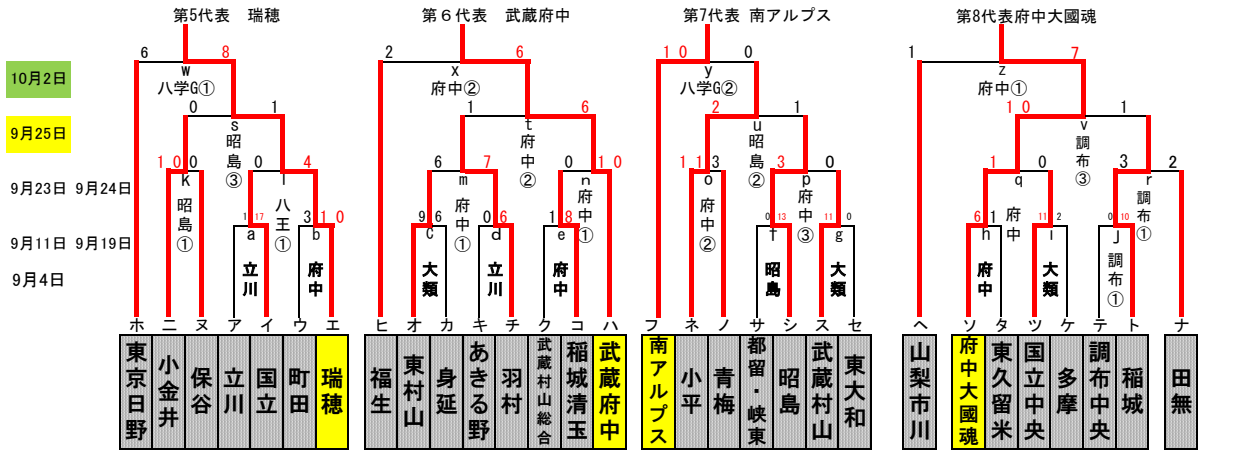 第5代表 瑞穂
第６代表 武蔵府中
第7代表 南アルプス
第8代表府中大國魂
6 8 2 6 10 0 1 7
w x y z
10月2日
八学G① 府中② 八学G② 府中①
0 1 1 6 2 1 10 1
s t u v
9月25日
昭島③ 府中② 昭島② 調布③
10 0 0 4 6 7 0 10 11 3 3 0 1 0 3 2
k l m n o p q r
9月23日 9月24日
昭島① 八王① 府中① 府中① 府中② 府中③ 府中 調布①
1 17 3 10 9 6 0 6 1 8 0 13 11 0 6 1 11 2 0 10
a b C d e f g h i J
9月11日 9月19日
立川 府中 大類 立川 府中 昭島 大類 府中 大類 調布①
9月4日
ホ ニ ヌ ア イ ウ エ ヒ オ カ キ チ ク コ ハ フ ネ ノ サ シ ス セ ヘ ソ タ ツ ケ テ ト ナ
東京日野
小金井
保谷
立川
国立
町田
瑞穂
福生
東村山
身延
あきる野
羽村
武蔵村山総合
稲城清玉
武蔵府中
南アルプス
小平
青梅
都留・峡東
昭島
武蔵村山
東大和
山梨市川
府中大國魂
東久留米
国立中央
多摩
調布中央
稲城
田無